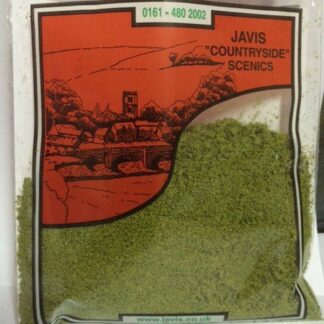 0161 - 480 2002
JAVIS
"COUNTRYSIDE"
SCENICS
www.javis.co.uk